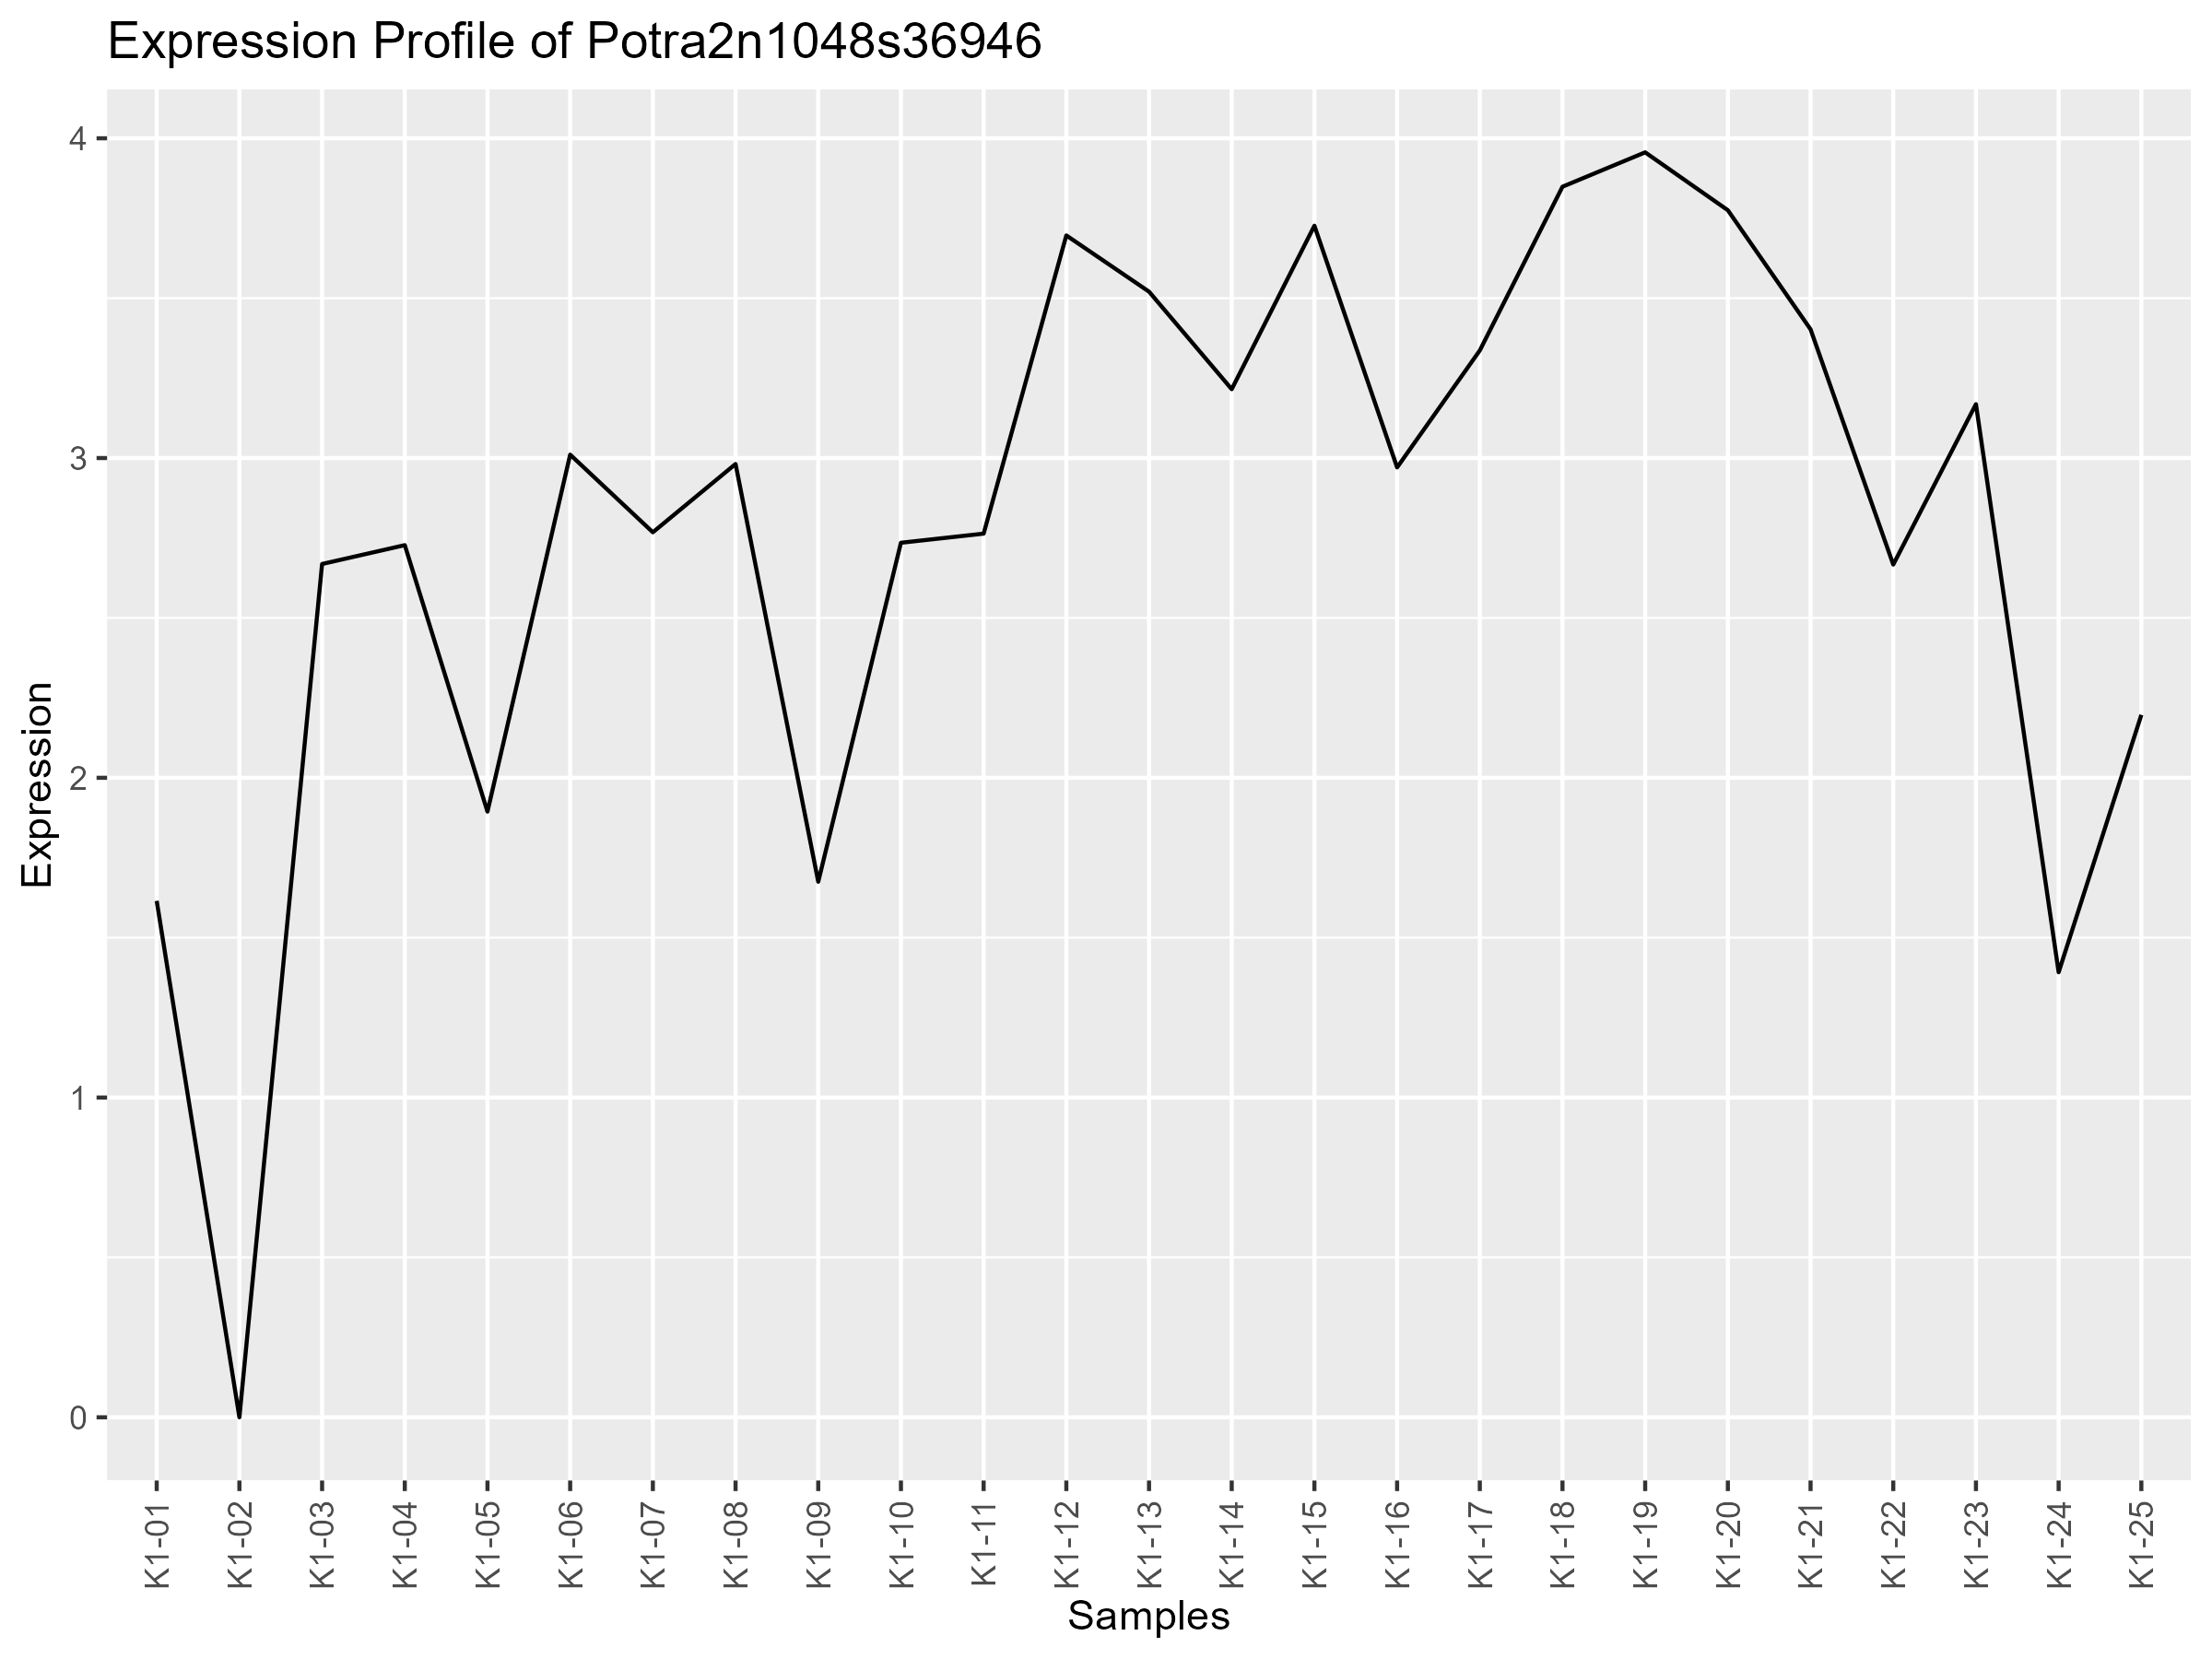 Expression Profile of Potra2n1048s36946
Expression
4
3
2
1
0
K1-01
K1-02
K1-03
K1-04
K1-05
K1-06
K1-07
K1-08
K1-09
K1-10
K1-11
K1-12
K1-13
K1-14
K1-15
K1-16
K1-17
K1-18
K1-19
K1-20
K1-21
K1-22
K1-23
K1-24
K1-25
Samples